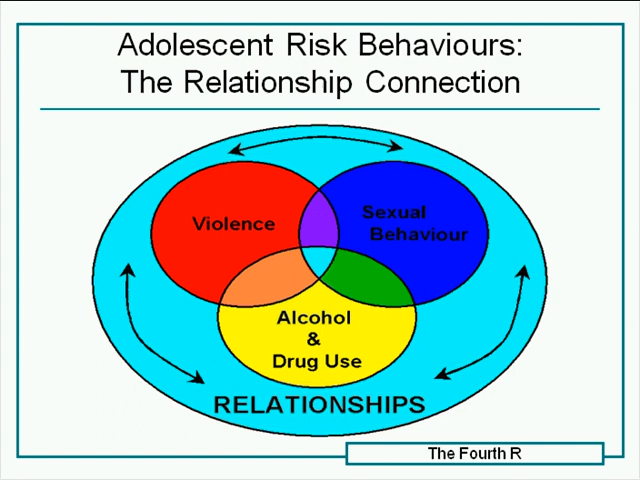 Adolescent Risk Behaviours:
The Relationship Connection
Violence
Sexual
Behaviour
Alcohol
&
Drug Use
RELATIONSHIPS
The Fourth R